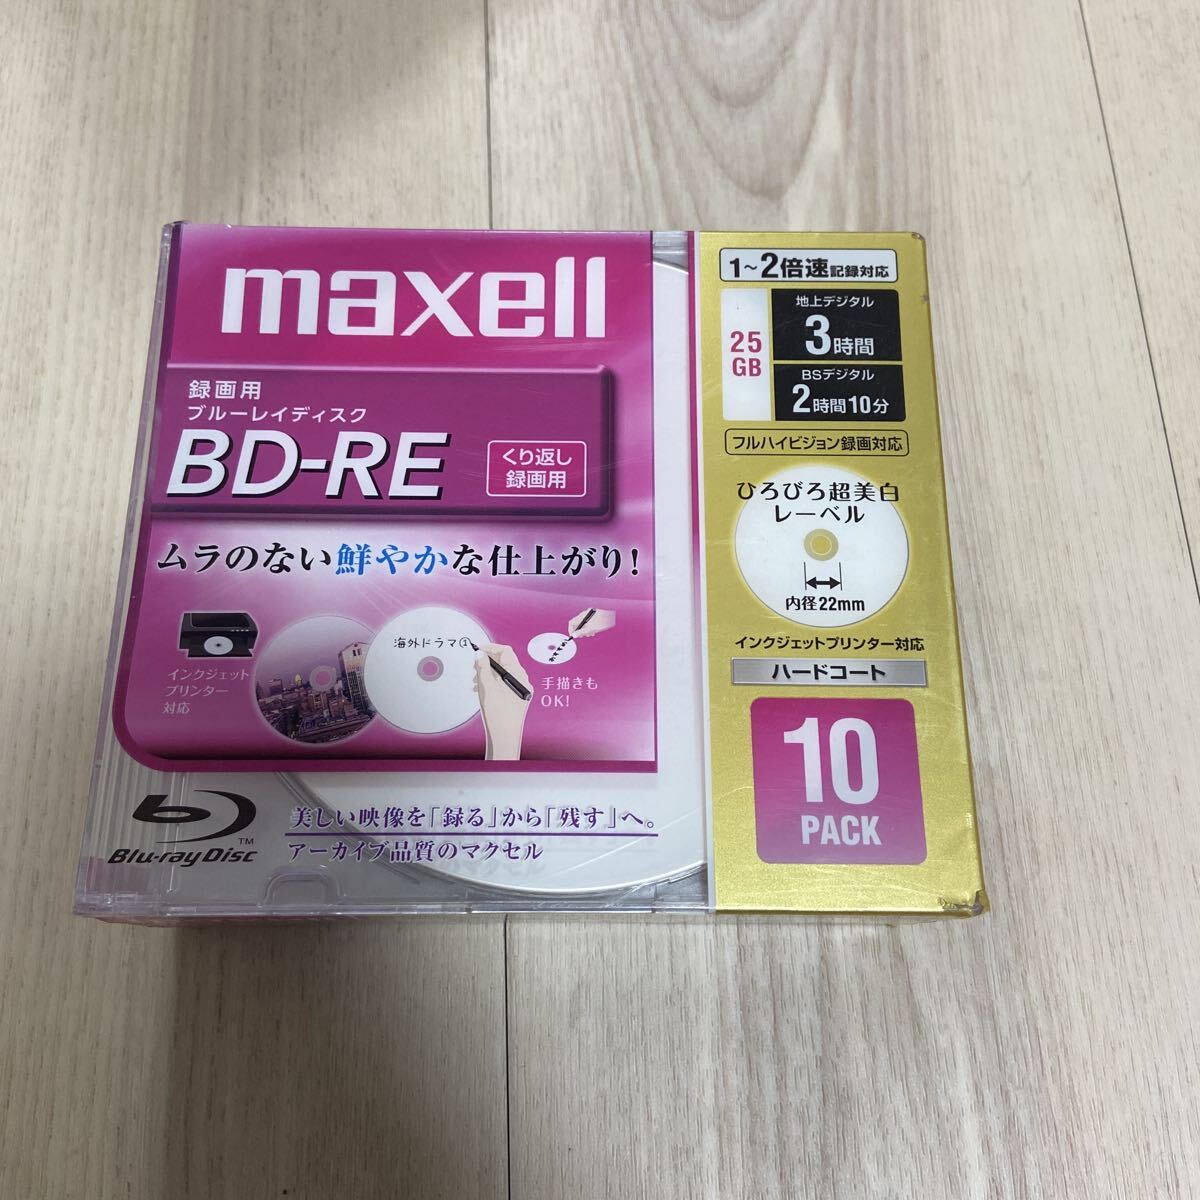 maxell
録画用
ブルーレイディスク
BD-RE
くり返し
録画用
ムラのない鮮やかな仕上がり!
インクジェット
プリンター
対応
海外ドラマ①
手描きも
OK!
Blu-ray Disc
TM
美しい映像を「録る」から「残す」へ。
アーカイブ品質のマクセル
1~2倍速記録対応
25
GB
地上デジタル
3時間
BSデジタル
2時間10分
フルハイビジョン録画対応
ひろびろ超美白
レーベル
内径22mm
インクジェットプリンター対応
ハードコート
10
PACK